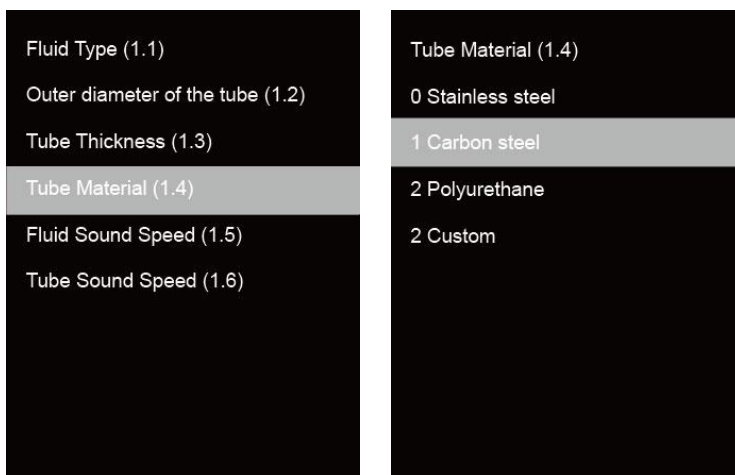 Fluid Type (1.1)
Outer diameter of the tube (1.2)
Tube Thickness (1.3)
Tube Material (1.4)
Fluid Sound Speed (1.5)
Tube Sound Speed (1.6)
Tube Material (1.4)
0 Stainless steel
1 Carbon steel
2 Polyurethane
2 Custom